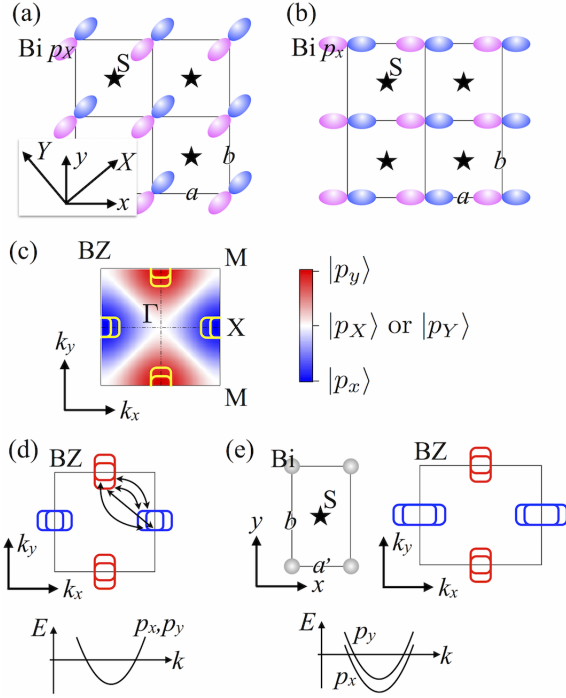 (a)
Bi pX
S
Y
y
X
x
b
a
(b)
Bi px
S
b
a
(c)
BZ
M
Γ
X
M
ky
kx
|py⟩
|pX⟩ or |pY⟩
|px⟩
(d)
BZ
ky
kx
E
px,py
k
(e)
Bi
S
b
a'
y
x
BZ
ky
kx
E
py
px
k